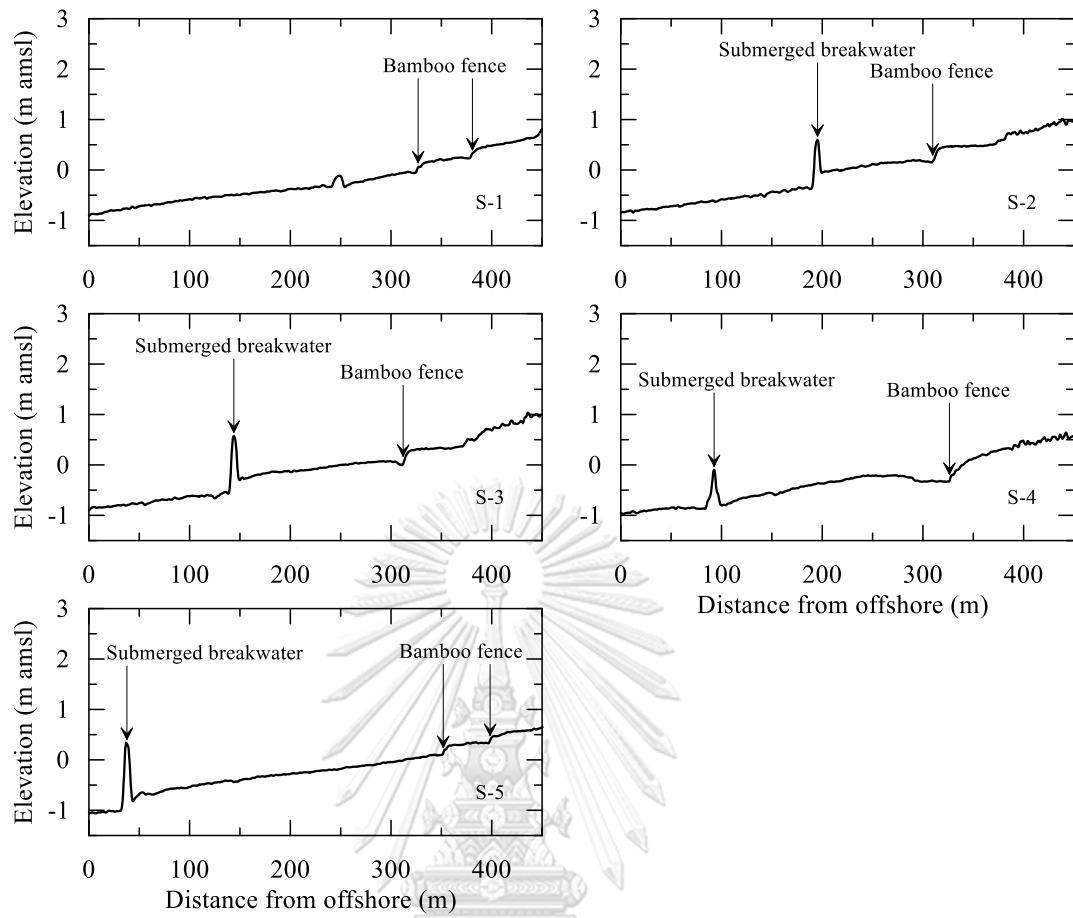 3
2
1
0
-1
Elevation (m amsl)
Bamboo fence
S-1
0 100 200 300 400
3
2
1
0
-1
Submerged breakwater
Bamboo fence
S-2
0 100 200 300 400
3
2
1
0
-1
Elevation (m amsl)
Submerged breakwater
Bamboo fence
S-3
0 100 200 300 400
3
2
1
0
-1
Submerged breakwater
Bamboo fence
S-4
0 100 200 300 400
Distance from offshore (m)
3
2
1
0
-1
Elevation (m amsl)
Submerged breakwater
Bamboo fence
S-5
0 100 200 300 400
Distance from offshore (m)